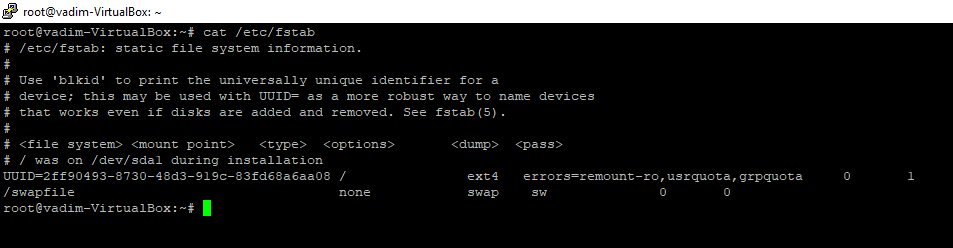 root@vadim-VirtualBox: ~
root@vadim-VirtualBox:~# cat /etc/fstab
# /etc/fstab: static file system information.
#
# Use 'blkid' to print the universally unique identifier for a
# device; this may be used with UUID= as a more robust way to name devices
# that works even if disks are added and removed. See fstab(5).
#
# <file system> <mount point>   <type>  <options>       <dump>  <pass>
# / was on /dev/sda1 during installation
UUID=2ff90493-8730-48d3-919c-83fd68a6aa08 /               ext4    errors=remount-ro,usrquota,grpquota     0       1
/swapfile                                 none            swap    sw              0       0
root@vadim-VirtualBox:~#